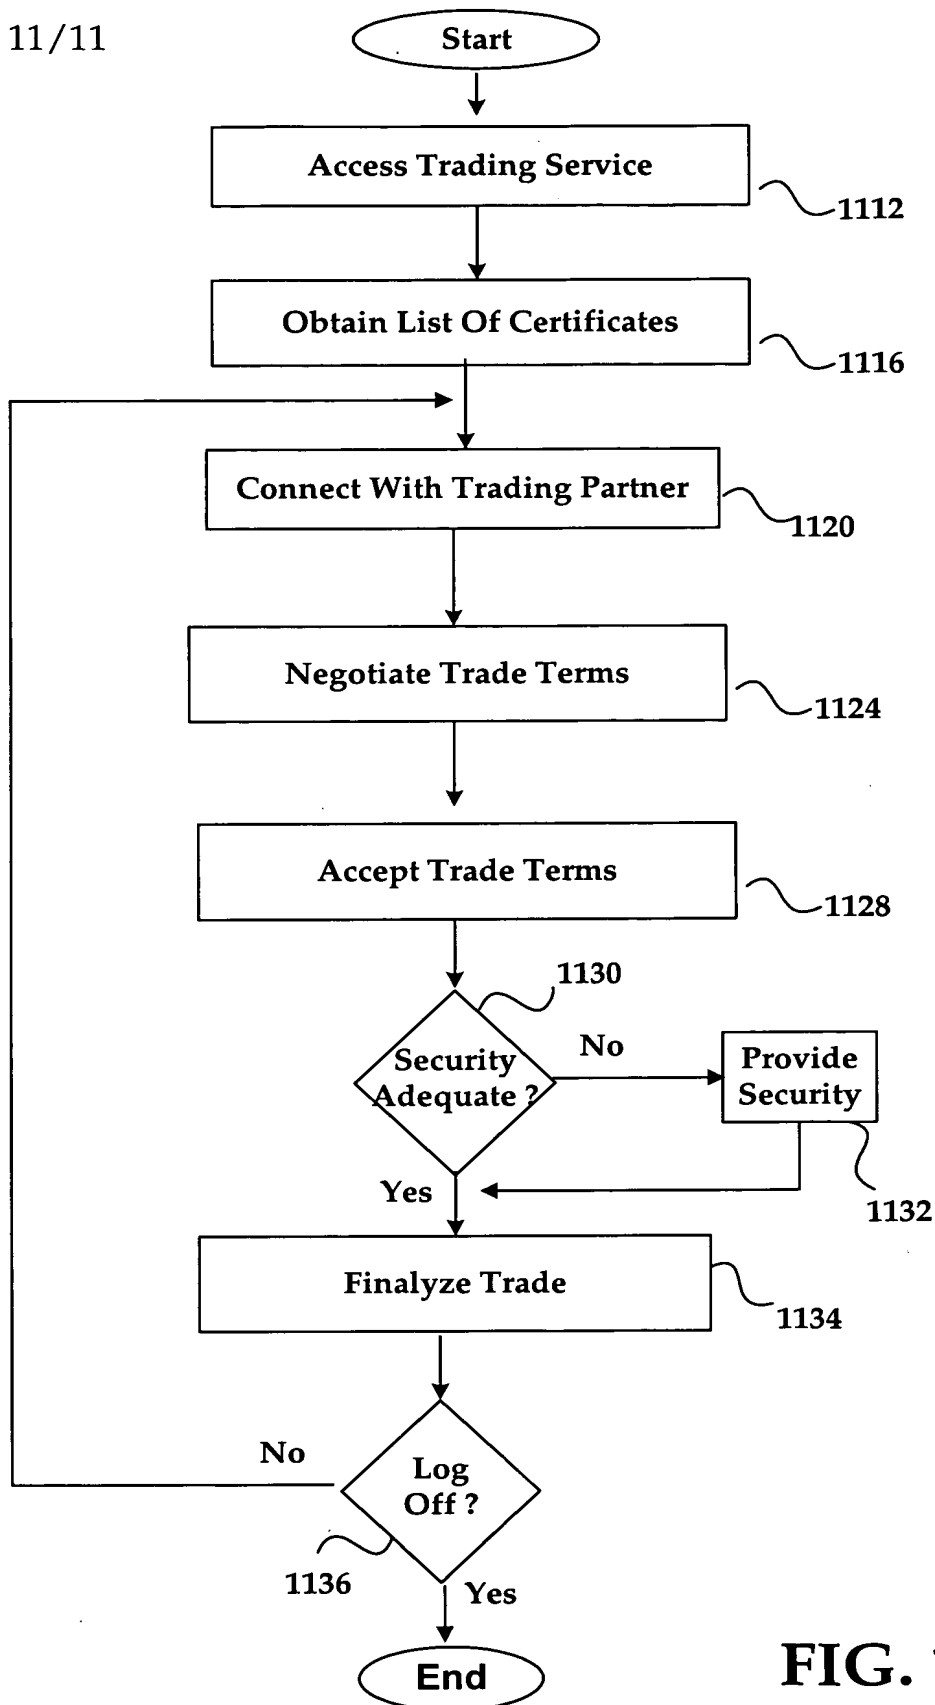 11/11
Start
Access Trading Service
1112
Obtain List Of Certificates
1116
Connect With Trading Partner
1120
Negotiate Trade Terms
1124
Accept Trade Terms
1128
1130
Security
Adequate ?
No
Provide
Security
1132
Yes
Finalyze Trade
1134
No
Log
Off ?
1136
Yes
End
FIG.